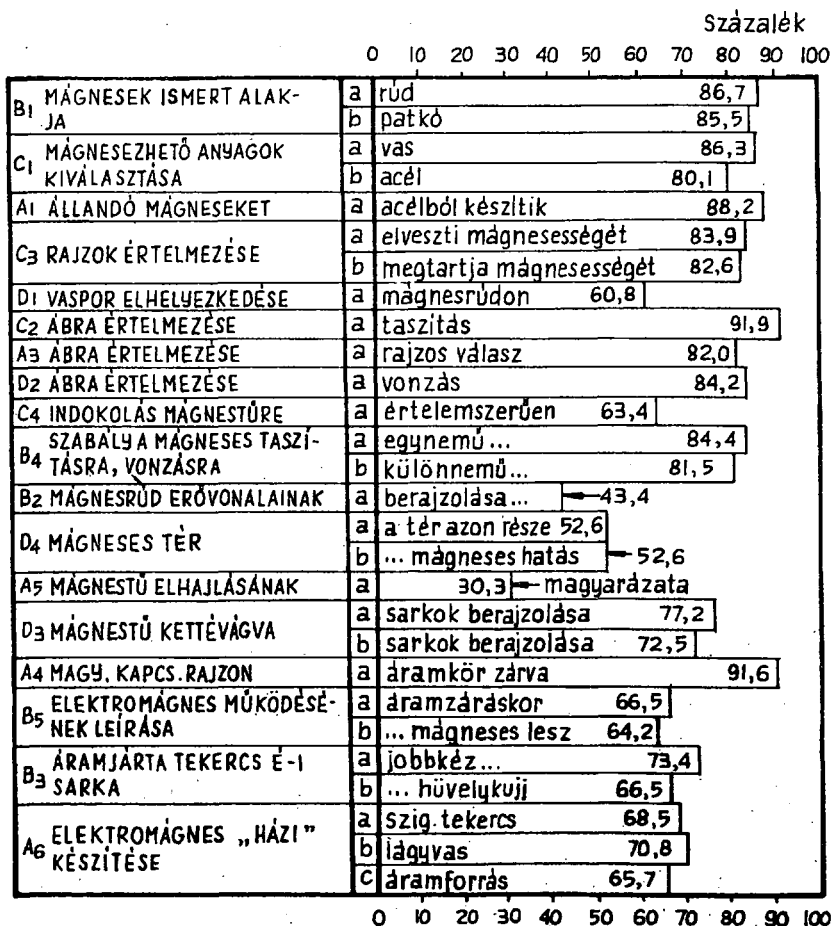 Százalék
0 10 20 30 40 50 60 70 80 90 100
B1 MÁGNESEK ISMERT ALAK-
JA
a rúd 86,7
b patkó 85,5
C1 MÁGNESEZHETŐ ANYAGOK
KIVÁLASZTÁSA
a vas 86,3
b acél 80,1
A1 ÁLLANDÓ MÁGNESEKET a acélból készítik 88,2
C3 RAJZOK ÉRTELMEZÉSE
a elveszti mágnességét 83,9
b megtartja mágnesességét 82,6
D1 VASPOR ELHELYEZKEDÉSE a mágnesrúdon 60,8
C2 ÁBRA ÉRTELMEZÉSE a taszítás 91,9
A3 ÁBRA ÉRTELMEZÉSE a rajzos válasz 82,0
D2 ÁBRA ÉRTELMEZÉSE a vonzás 84,2
C4 INDOKOLÁS MÁGNESTŰRE a értelemszerűen 63,4
B4 SZABÁLY A MÁGNESES TASZÍ-
TÁSRA, VONZÁSRA
a egynemű... 84,4
b különnemű... 81,5
B2 MÁGNESRÚD ERŐVONALAINAK a berajzolása... 43,4
D4 MÁGNESES TÉR
a a tér azon része 52,6
b ... mágneses hatás 52,6
A5 MÁGNESTŰ ELHAJLÁSÁNAK a 30,3 magyarázata
D3 MÁGNESTŰ KETTÉVÁGVA
a sarkok berajzolása 77,2
b sarkok berajzolása 72,5
A4 MAGY. KAPCS. RAJZON a áramkör zárva 91,6
B5 ELEKTROMÁGNES MŰKÖDÉSÉ-
NEK LEÍRÁSA
a áramzáráskor 66,5
b ... mágneses lesz 64,2
B3 ÁRAMJÁRTA TEKERCS É-I
SARKA
a jobbkéz... 73,4
b ... hüvelykujj 66,5
A6 ELEKTROMÁGNES „HÁZI”
KÉSZÍTÉSE
a szig. tekercs 68,5
b lágyvas 70,8
c áramforrás 65,7
0 10 20 30 40 50 60 70 80 90 100